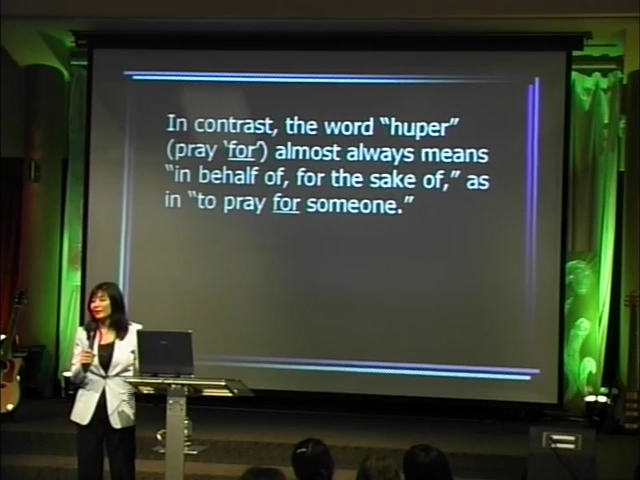 In contrast, the word “huper”
(pray ‘for’) almost always means
“in behalf of, for the sake of,” as
in “to pray for someone.”